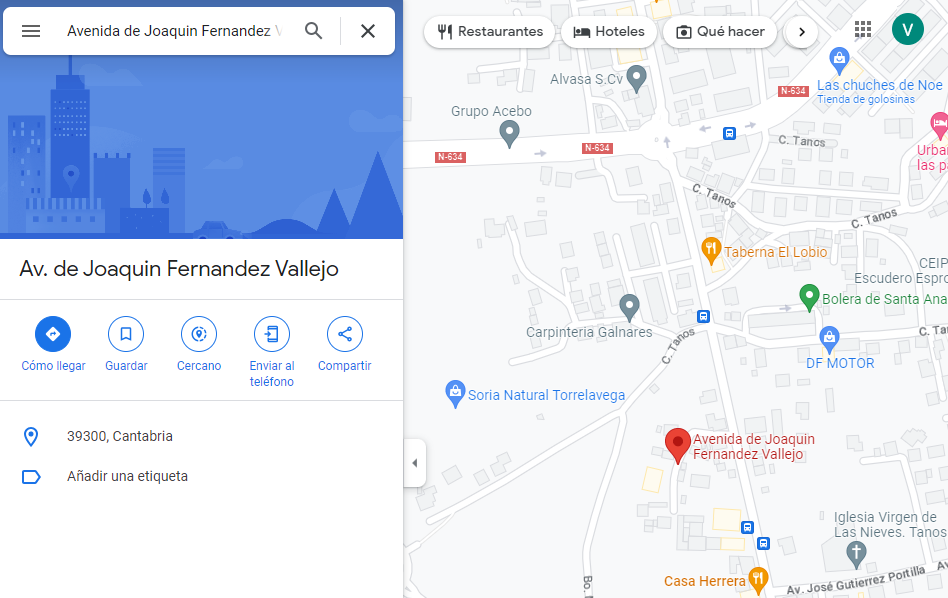 Avenida de Joaquin Fernandez V
Restaurantes
Hoteles
Qué hacer
V
Av. de Joaquin Fernandez Vallejo
Cómo llegar
Guardar
Cercano
Enviar al
teléfono
Compartir
39300, Cantabria
Añadir una etiqueta
Alvasa S.Cv
Las chuches de Noe
Tienda de golosinas
N-634
Grupo Acebo
N-634
N-634
C. Tanos
Urba
las p
C. Tanos
C. Tanos
Taberna El Lobio
CEIP
Escudero Espro
Bolera de Santa Ana
Carpinteria Galnares
C. Tanos
C. Ta
DF MOTOR
Soria Natural Torrelavega
Avenida de Joaquin
Fernandez Vallejo
Iglesia Virgen de
Las Nieves. Tanos
Casa Herrera
Av. José Gutierrez Portilla
Av
Bo.